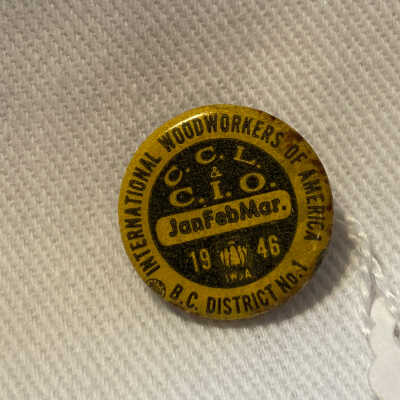 INTERNATIONAL WOODWORKERS OF AMERICA
C. C. L.
&
C. I. O.
JanFebMar.
19 46
I.W.A
B.C. DISTRICT No. 1